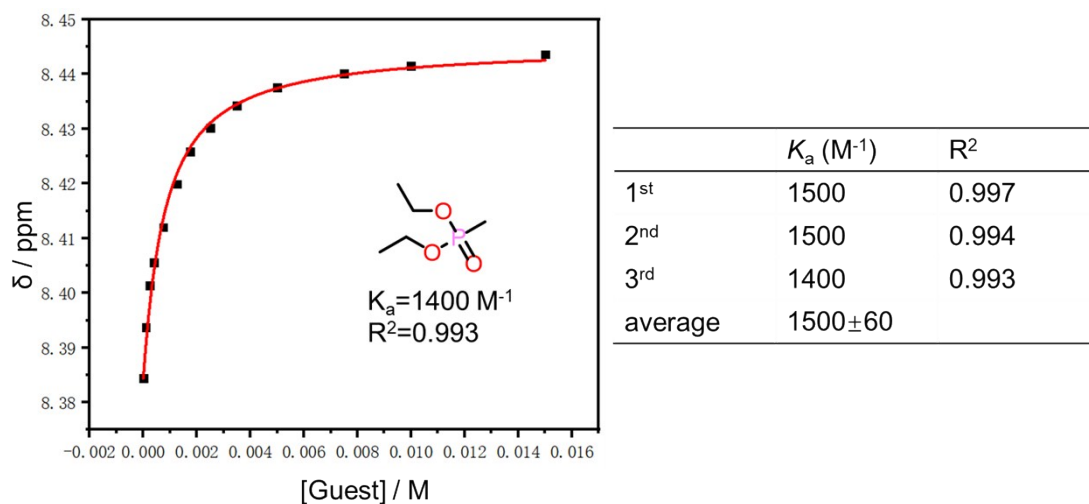 8.45
8.44
8.43
8.42
8.41
8.40
8.39
8.38
δ / ppm
O
P
O
O
Kₐ=1400 M⁻¹
R²=0.993
-0.002 0.000 0.002 0.004 0.006 0.008 0.010 0.012 0.014 0.016
[Guest] / M
Kₐ (M⁻¹) R²
1ˢᵗ 1500 0.997
2ⁿᵈ 1500 0.994
3ʳᵈ 1400 0.993
average 1500±60